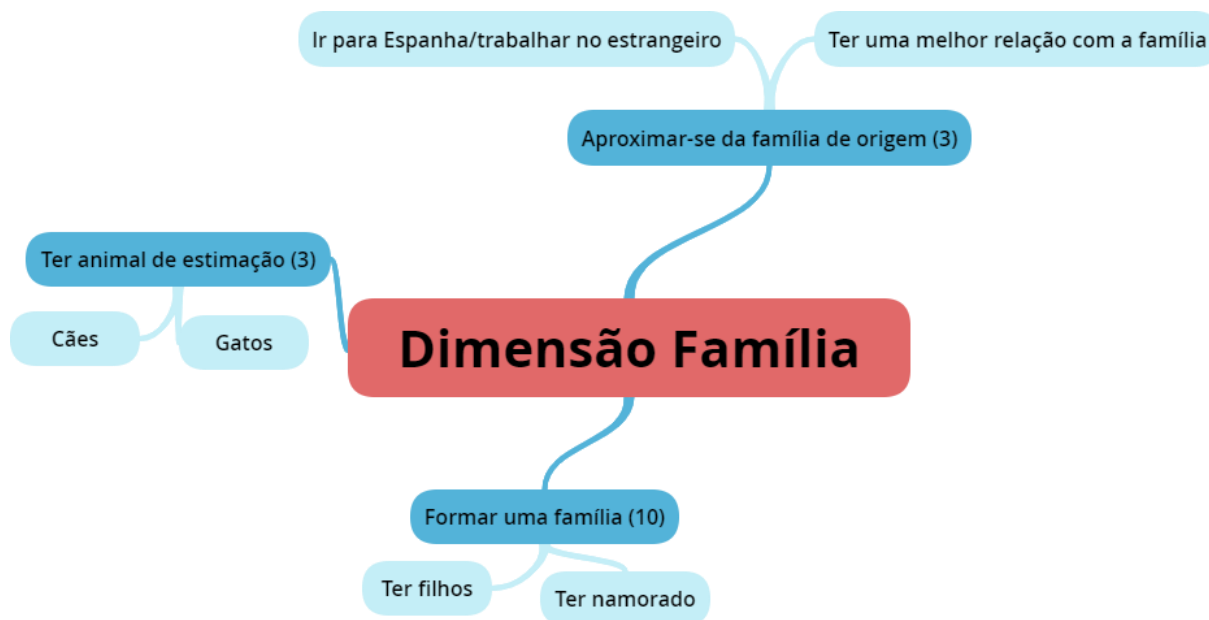 Ir para Espanha/trabalhar no estrangeiro
Ter uma melhor relação com a família
Aproximar-se da família de origem (3)
Ter animal de estimação (3)
Cães
Gatos
Dimensão Família
Formar uma família (10)
Ter filhos
Ter namorado